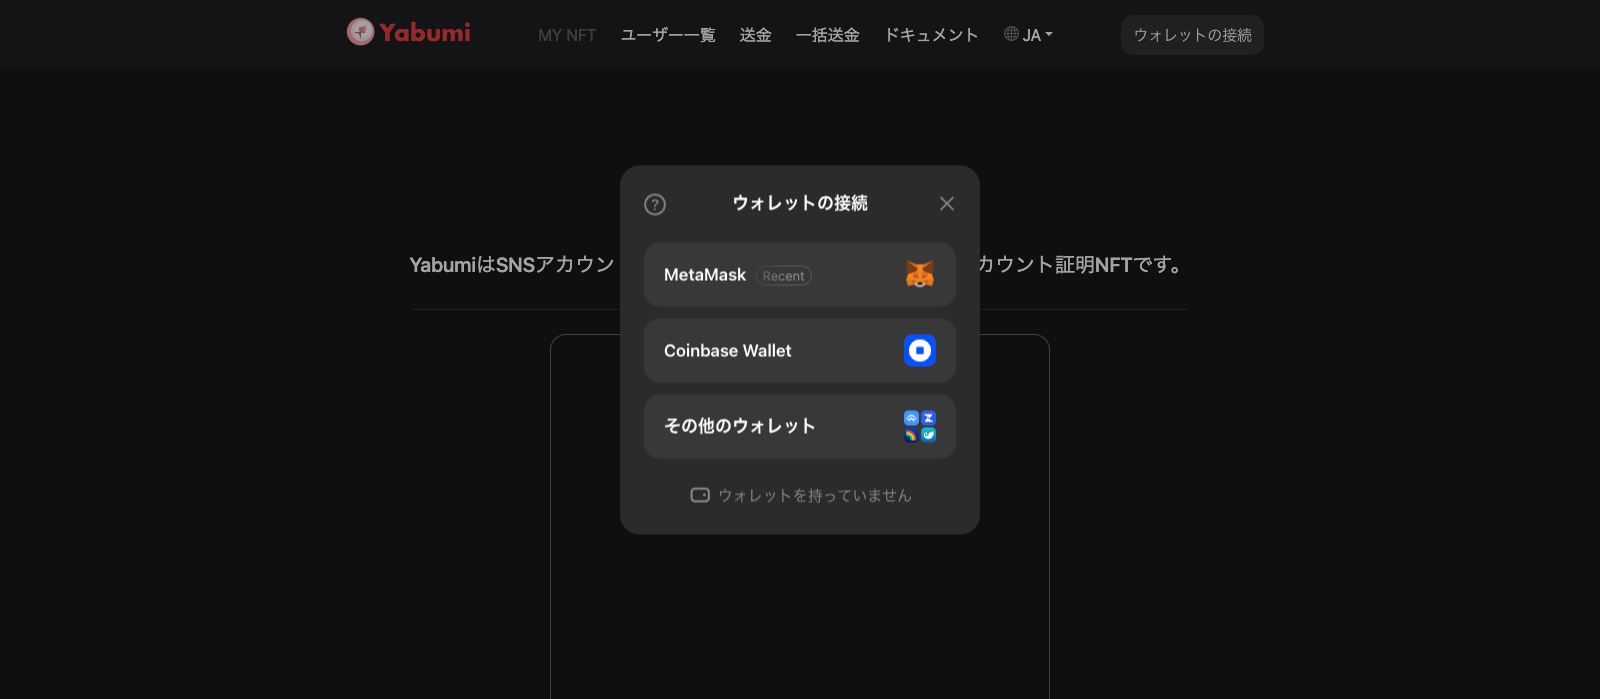 Yabumi
MY NFT ユーザー一覧 送金 一括送金 ドキュメント JA ウォレットの接続
YabumiはSNSアカウン
カウント証明NFTです。
ウォレットの接続
MetaMask Recent
Coinbase Wallet
その他のウォレット
ウォレットを持っていません